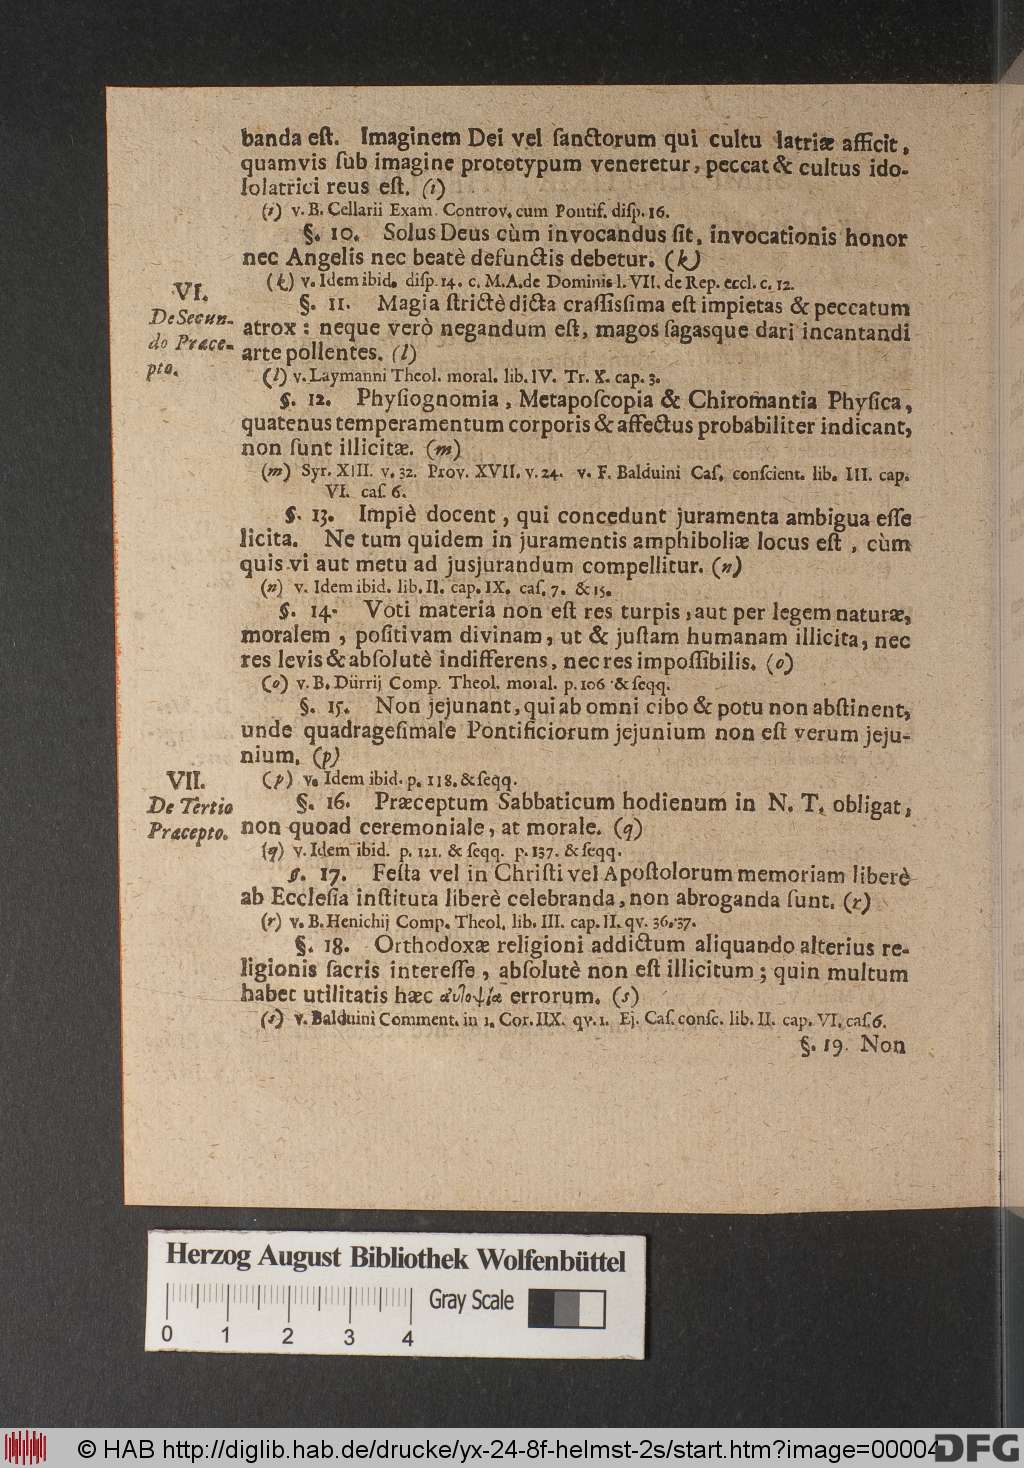 banda eſt. Imaginem Dei vel ſanctorum qui cultu latriæ afficit,
quamvis ſub imagine prototypum veneretur, peccat & cultus ido-
lolatrici reus eſt. (i)
(i) v. B. Cellarii Exam. Controv. cum Pontif. diſp. 16.
§. 10. Solus Deus cùm invocandus ſit, invocationis honor
nec Angelis nec beatè defunctis debetur. (k)
(k) v. Idem ibid. diſp. 14. c. M. A. de Dominis l. VII. de Rep. eccl. c. 12.
VI.
De Secun-
do Præce-
pto.
§. 11. Magia ſtrictè dicta craſſiſsima eſt impietas & peccatum
atrox: neque verò negandum eſt, magos ſagasque dari incantandi
arte pollentes. (l)
(l) v. Laymanni Theol. moral. lib. IV. Tr. X. cap. 3.
§. 12. Phyſiognomia, Metapoſcopia & Chiromantia Phyſica,
quatenus temperamentum corporis & affectus probabiliter indicant,
non ſunt illicitæ. (m)
(m) Syr. XIII. v. 32. Prov. XVII. v. 24. v. F. Balduini Caſ. conſcient. lib. III. cap.
VI. caſ. 6.
§. 13. Impiè docent, qui concedunt juramenta ambigua eſſe
licita. Ne tum quidem in juramentis amphiboliæ locus eſt, cùm
quis vi aut metu ad jusjurandum compellitur. (n)
(n) v. Idem ibid. lib. II. cap. IX. caſ. 7. & 15.
§. 14. Voti materia non eſt res turpis, aut per legem naturæ,
moralem, poſitivam divinam, ut & juſtam humanam illicita, nec
res levis & abſolutè indifferens, nec res impoſſibilis. (o)
(o) v. B. Dürrij Comp. Theol. moral. p. 106. & ſeqq.
§. 15. Non jejunant, qui ab omni cibo & potu non abſtinent,
unde quadrageſimale Pontificiorum jejunium non eſt verum jeju-
nium. (p)
(p) v. Idem ibid. p. 118. & ſeqq.
VII.
De Tertio
Præcepto.
§. 16. Præceptum Sabbaticum hodienum in N. T. obligat,
non quoad ceremoniale, at morale. (q)
(q) v. Idem ibid. p. 121. & ſeqq. p. 137. & ſeqq.
§. 17. Feſta vel in Chriſti vel Apoſtolorum memoriam liberè
ab Eccleſia inſtituta liberè celebranda, non abroganda ſunt. (r)
(r) v. B. Henichij Comp. Theol. lib. III. cap. II. qv. 36. 37.
§. 18. Orthodoxæ religioni addictum aliquando alterius re-
ligionis ſacris intereſſe, abſolutè non eſt illicitum; quin multum
habet utilitatis hæc αὐτοψία errorum. (s)
(s) v. Balduini Comment. in 1. Cor. IIX. qv. 1. Ej. Caſ. conſc. lib. II. cap. VI. caſ. 6.
§. 19. Non
Herzog August Bibliothek Wolfenbüttel
Gray Scale
0 1 2 3 4
© HAB http://diglib.hab.de/drucke/yx-24-8f-helmst-2s/start.htm?image=00004
DFG